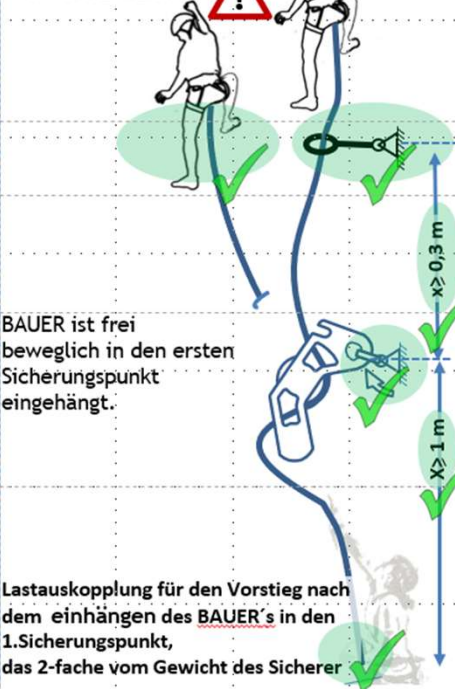 x⩾ 0,3 m
BAUER ist frei
beweglich in den ersten
Sicherungspunkt
eingehängt.
X⩾ 1 m
Lastauskopplung für den Vorstieg nach
dem einhängen des BAUER´s in den
1.Sicherungspunkt,
das 2-fache vom Gewicht des Sicherer